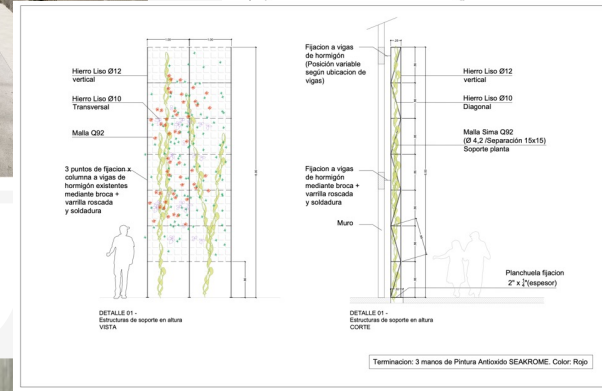 Hierro Liso Ø12
vertical
Hierro Liso Ø10
Transversal
Malla Q92
3 puntos de fijacion x
columna a vigas de
hormigón existentes
mediante broca +
varrilla roscada
y soldadura
DETALLE 01 -
Estructuras de soporte en altura
VISTA
Fijacion a vigas
de hormigón
(Posición variable
según ubicacion de
vigas)
Fijacion a vigas
de hormigón
mediante broca +
varrilla roscada
y soldadura
Muro
Hierro Liso Ø12
vertical
Hierro Liso Ø10
Diagonal
Malla Sima Q92
(Ø 4,2 /Separación 15x15)
Soporte planta
Planchuela fijacion
2" x ¼"(espesor)
DETALLE 01 -
Estructuras de soporte en altura
CORTE
Terminacion: 3 manos de Pintura Antioxido SEAKROME. Color: Rojo